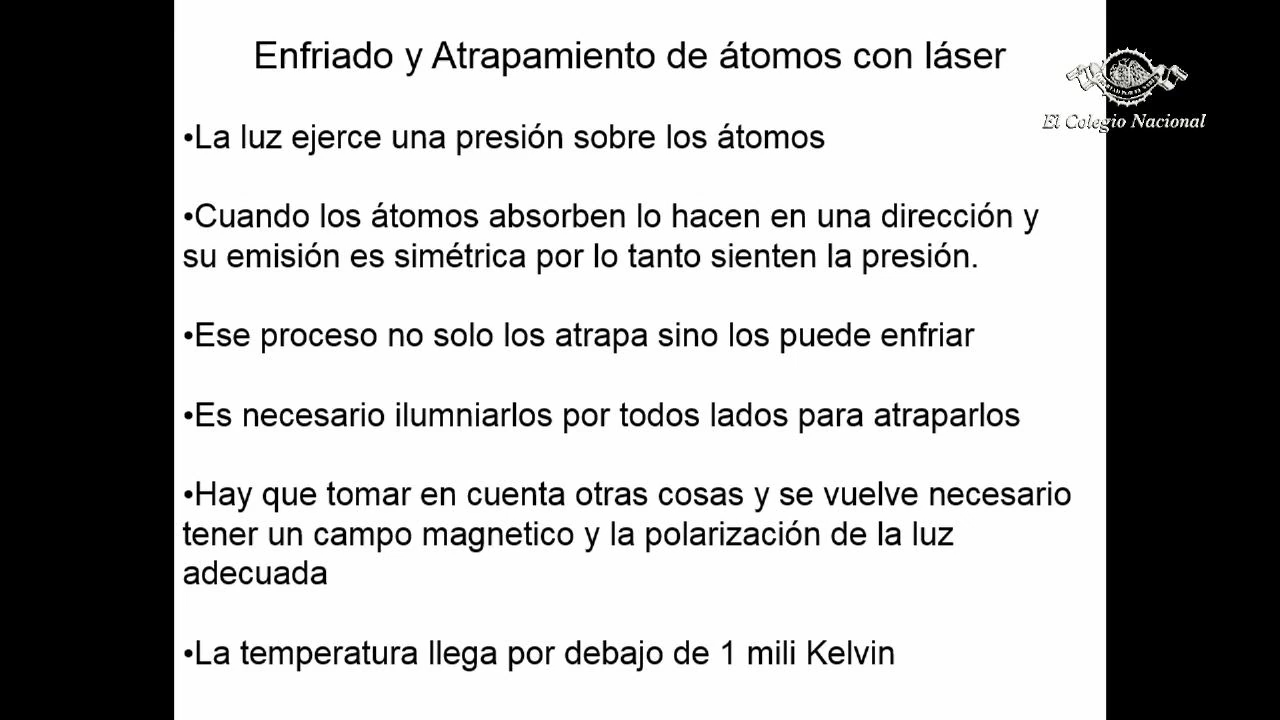 Enfriado y Atrapamiento de átomos con láser
El Colegio Nacional
•La luz ejerce una presión sobre los átomos
•Cuando los átomos absorben lo hacen en una dirección y
su emisión es simétrica por lo tanto sienten la presión.
•Ese proceso no solo los atrapa sino los puede enfriar
•Es necesario ilumniarlos por todos lados para atraparlos
•Hay que tomar en cuenta otras cosas y se vuelve necesario
tener un campo magnetico y la polarización de la luz
adecuada
•La temperatura llega por debajo de 1 mili Kelvin